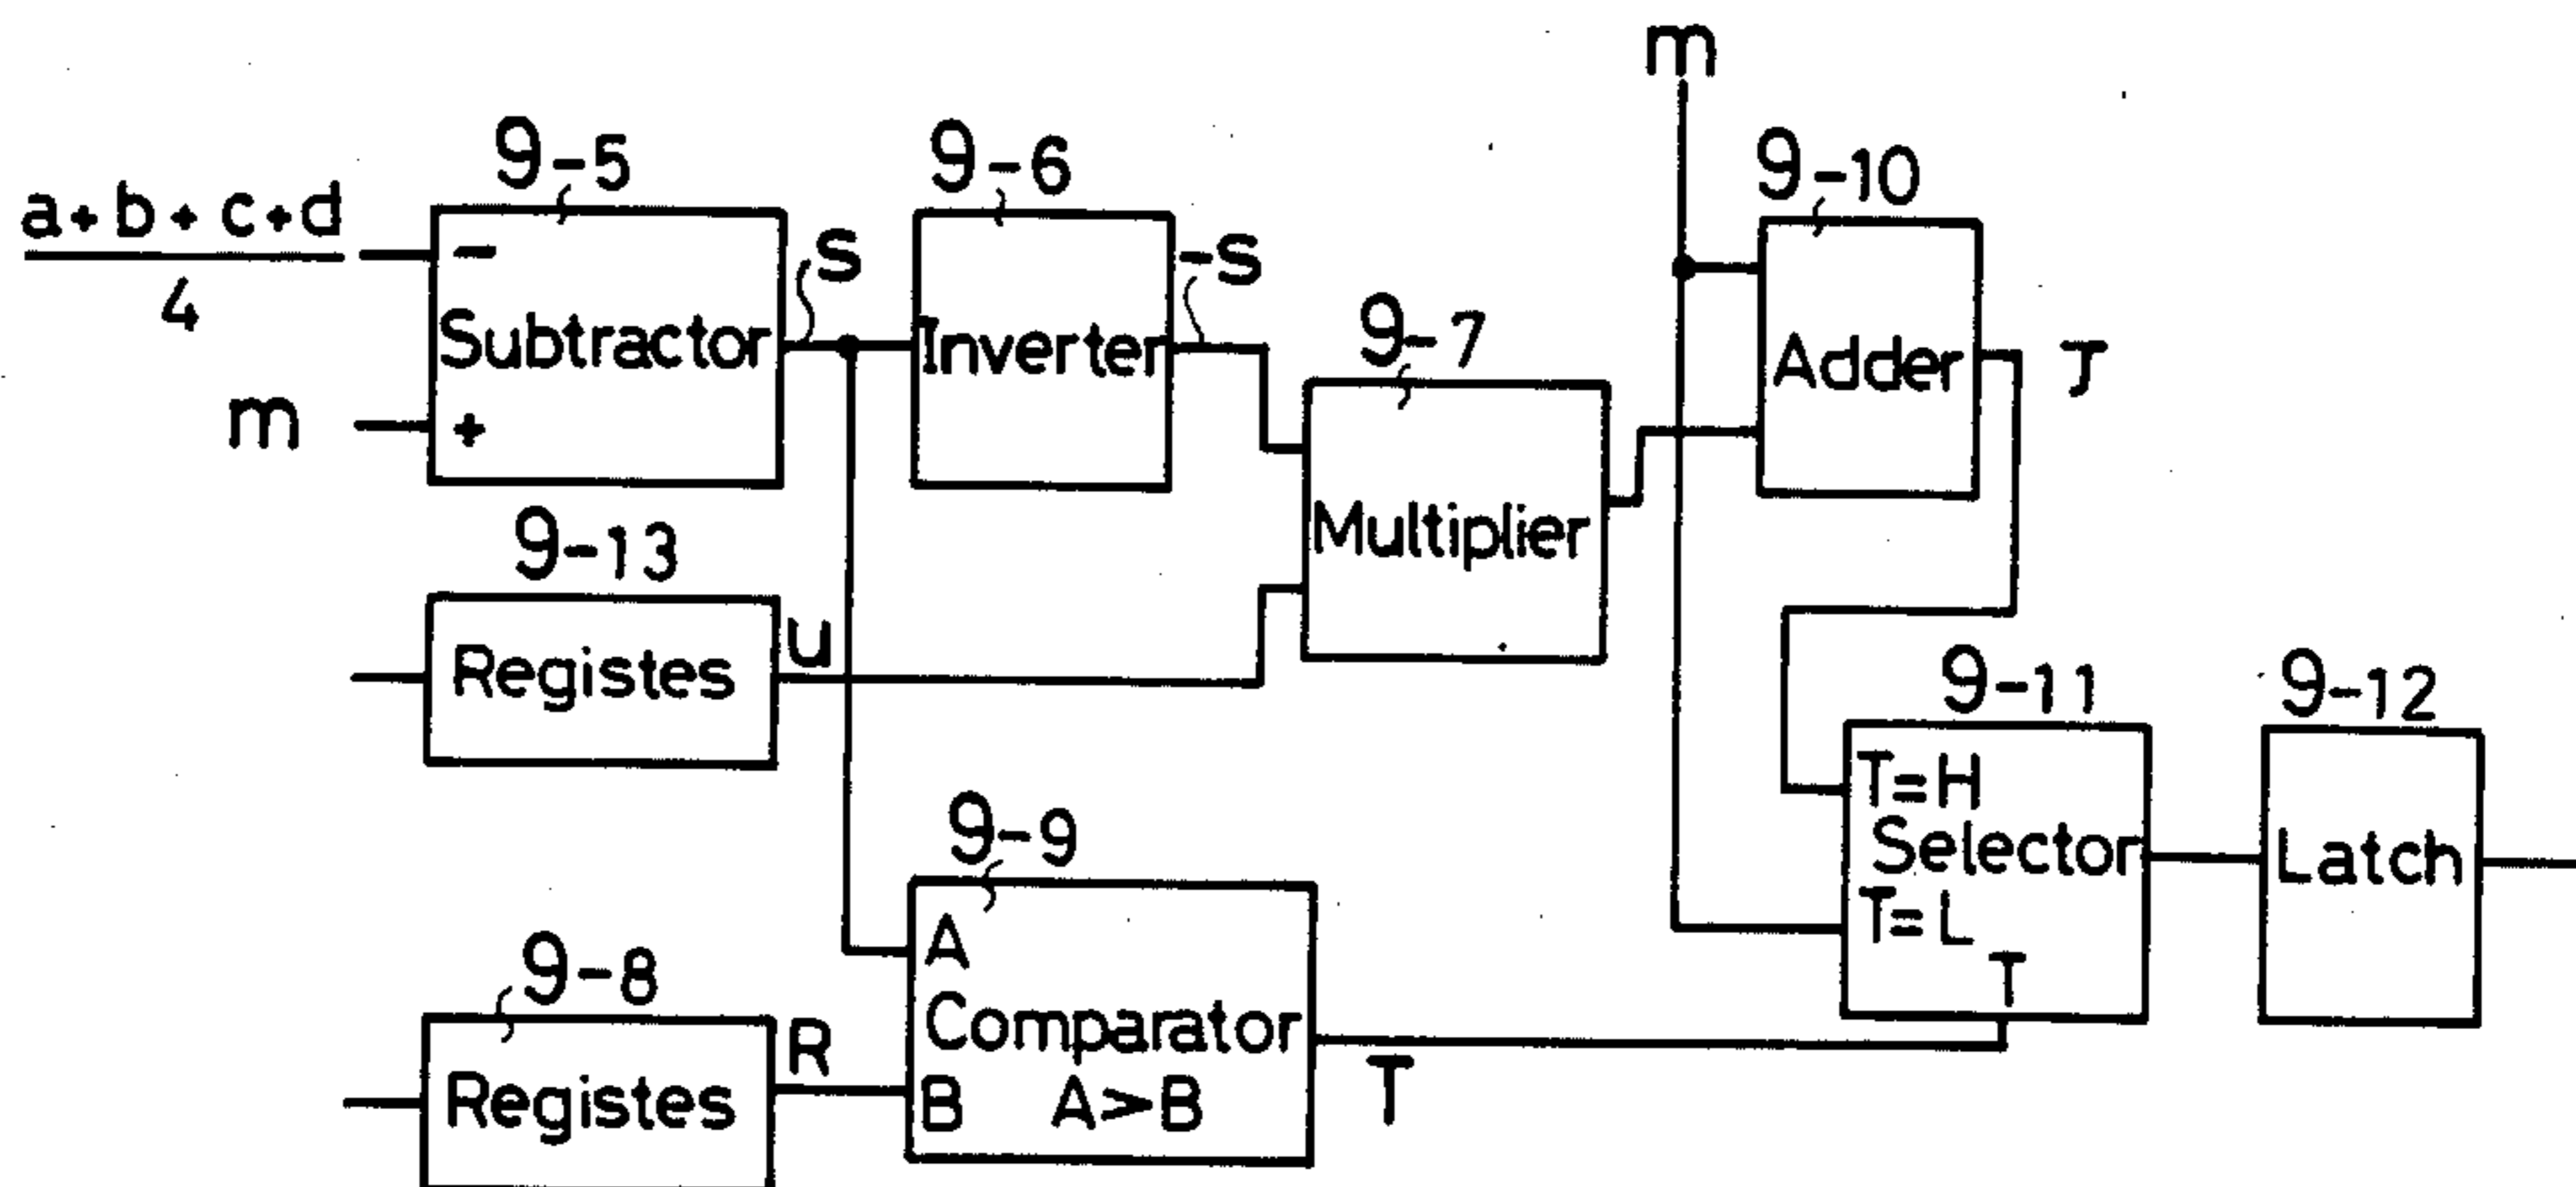 m
9-5
9-6
9-10
a+b+c+d
4
-
Subtractor
m
+
s
Inverter
-s
9-7
Multiplier
Adder
J
9-13
Registes
u
9-11
T=H
Selector
T=L
T
9-12
Latch
9-9
A
Comparator
B
A>B
T
9-8
Registes
R